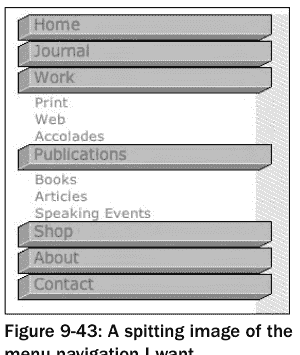 Home
Journal
Work
Print
Web
Accolades
Publications
Books
Articles
Speaking Events
Shop
About
Contact
Figure 9-43: A spitting image of the
menu navigation I want